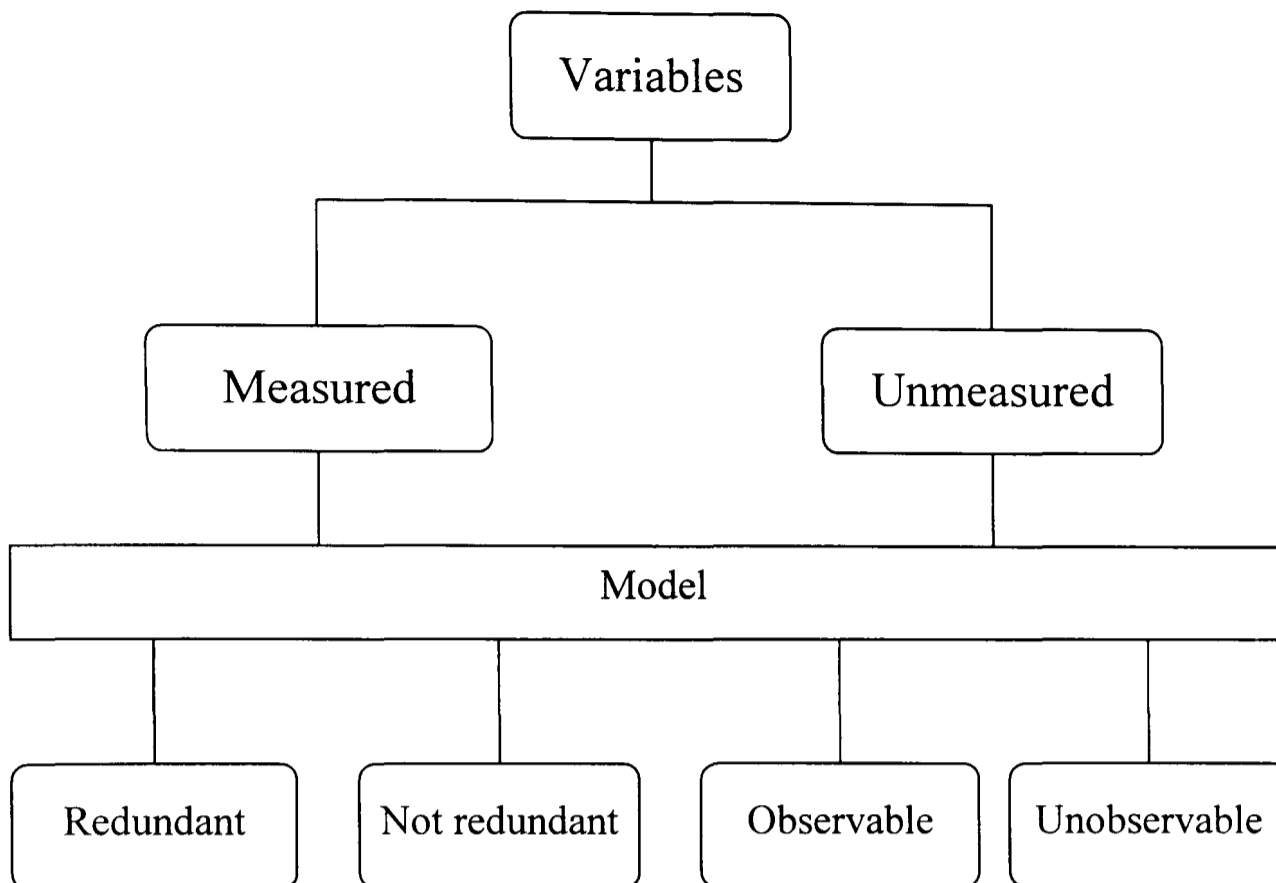 Variables
Measured
Unmeasured
Model
Redundant
Not redundant
Observable
Unobservable